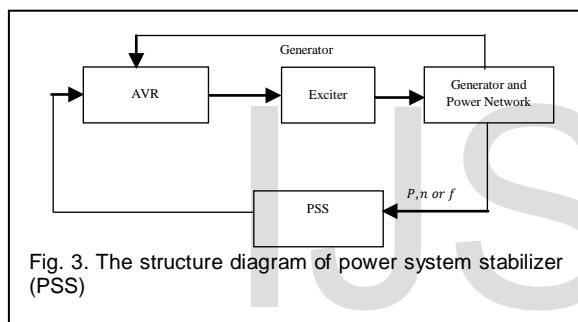 Generator
AVR
Exciter
Generator and
Power Network
P,n or f
PSS
IJS
Fig. 3. The structure diagram of power system stabilizer
(PSS)